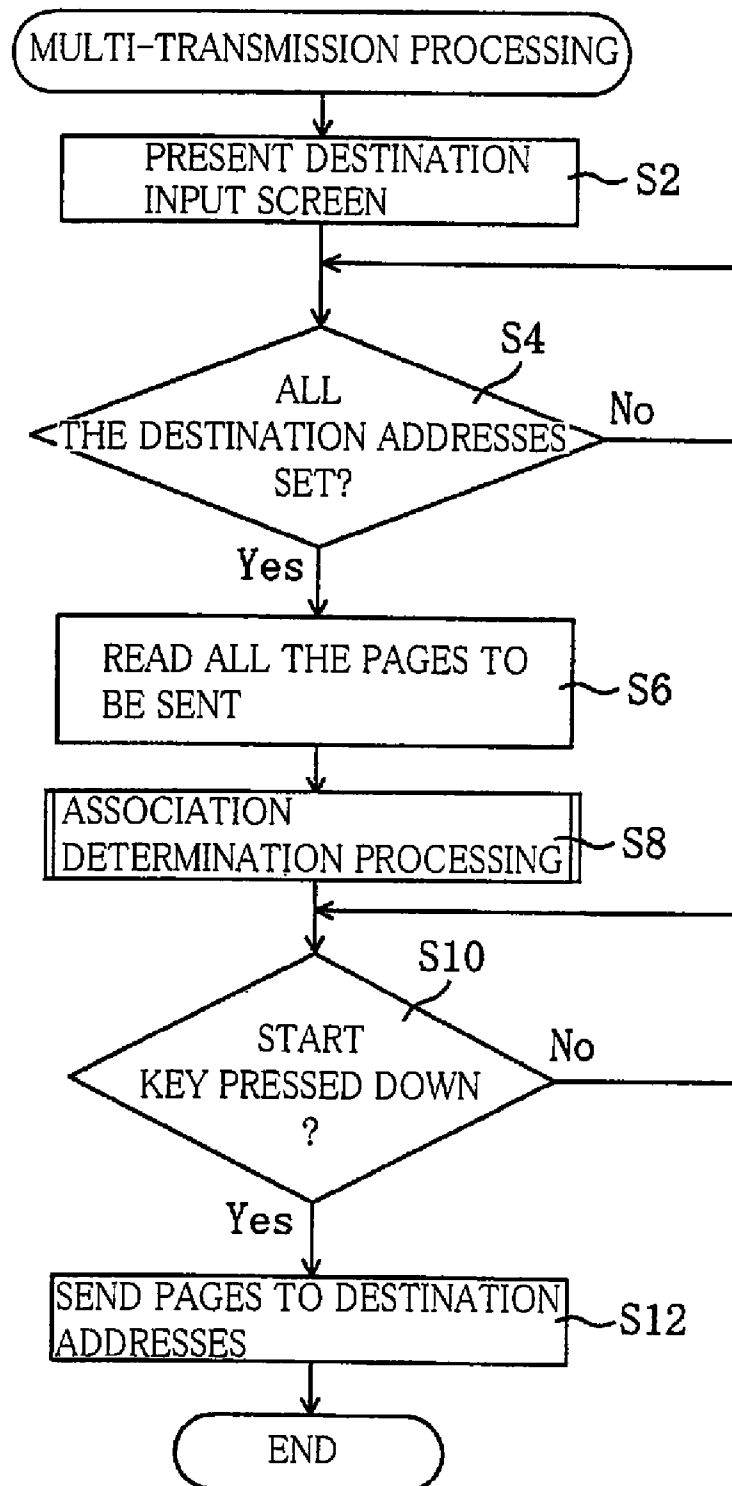 MULTI-TRANSMISSION PROCESSING
PRESENT DESTINATION
INPUT SCREEN
S2
S4
ALL
THE DESTINATION ADDRESSES
SET?
No
Yes
READ ALL THE PAGES TO
BE SENT
S6
ASSOCIATION
DETERMINATION PROCESSING
S8
S10
START
KEY PRESSED DOWN
?
No
Yes
SEND PAGES TO DESTINATION
ADDRESSES
S12
END